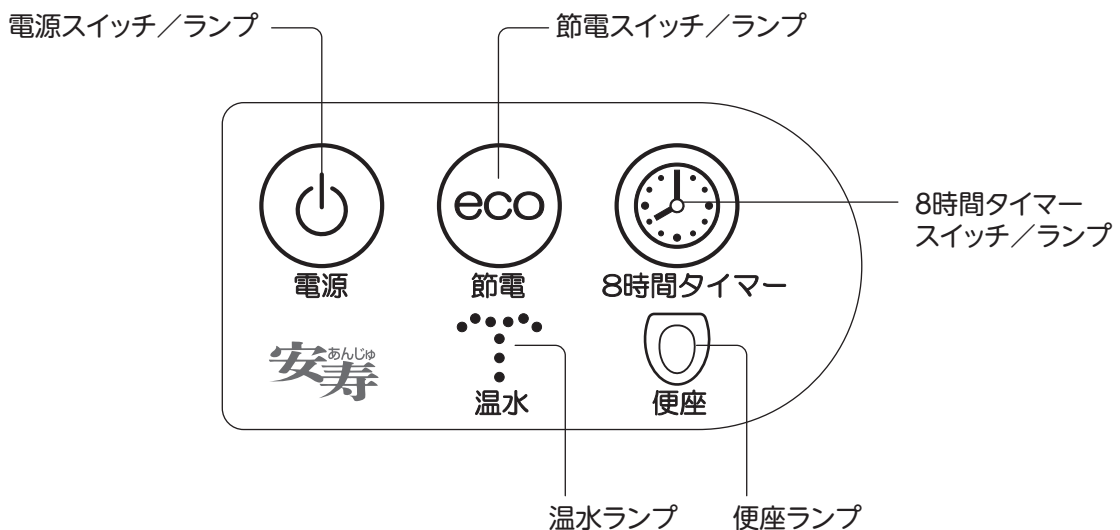 電源スイッチ／ランプ
節電スイッチ／ランプ
eco
8時間タイマー
スイッチ／ランプ
電源
節電
8時間タイマー
あんじゅ
安寿
温水
便座
温水ランプ
便座ランプ